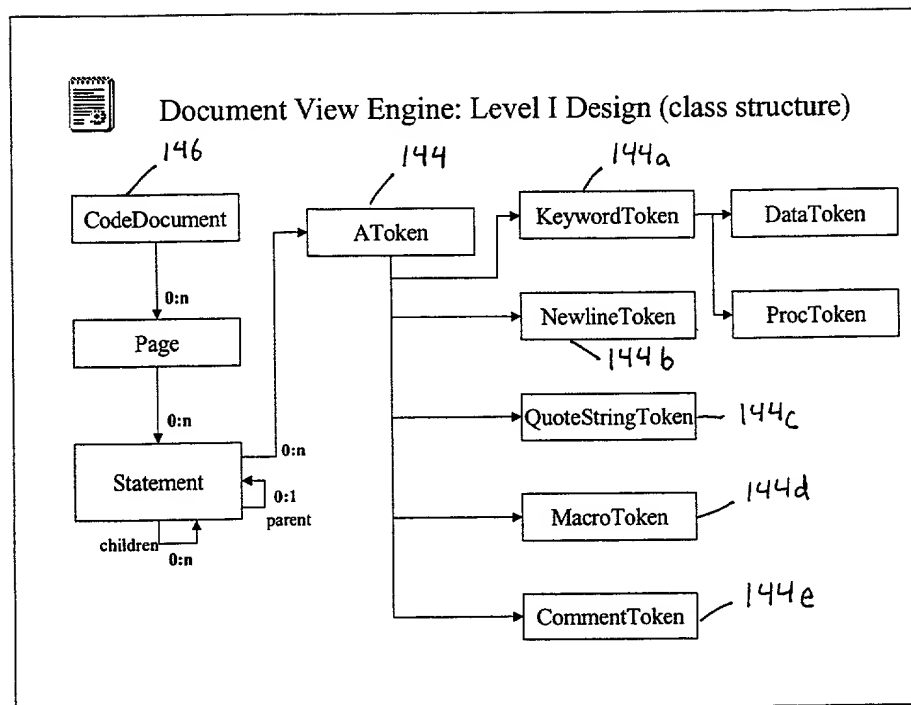 Document View Engine: Level I Design (class structure)
146
144
144a
CodeDocument
AToken
KeywordToken
DataToken
0:n
Page
NewlineToken
ProcToken
144b
0:n
QuoteStringToken
144c
0:n
Statement
0:1
parent
children
0:n
MacroToken
144d
CommentToken
144e